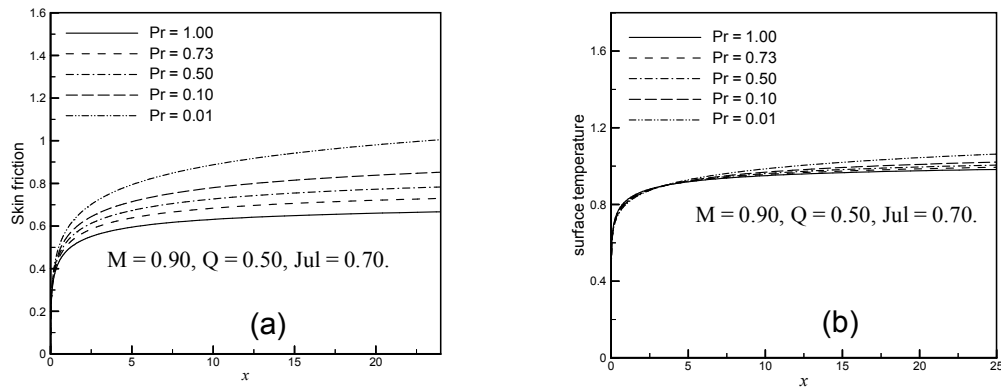 1.6
1.4
1.2
1
0.8
0.6
0.4
0.2
0
Skin friction
Pr = 1.00
Pr = 0.73
Pr = 0.50
Pr = 0.10
Pr = 0.01
M = 0.90, Q = 0.50, Jul = 0.70.
(a)
0 5 10 15 20
x
1.6
1.2
0.8
0.4
0
surface temperature
Pr = 1.00
Pr = 0.73
Pr = 0.50
Pr = 0.10
Pr = 0.01
M = 0.90, Q = 0.50, Jul = 0.70.
(b)
0 5 10 15 20 25
x